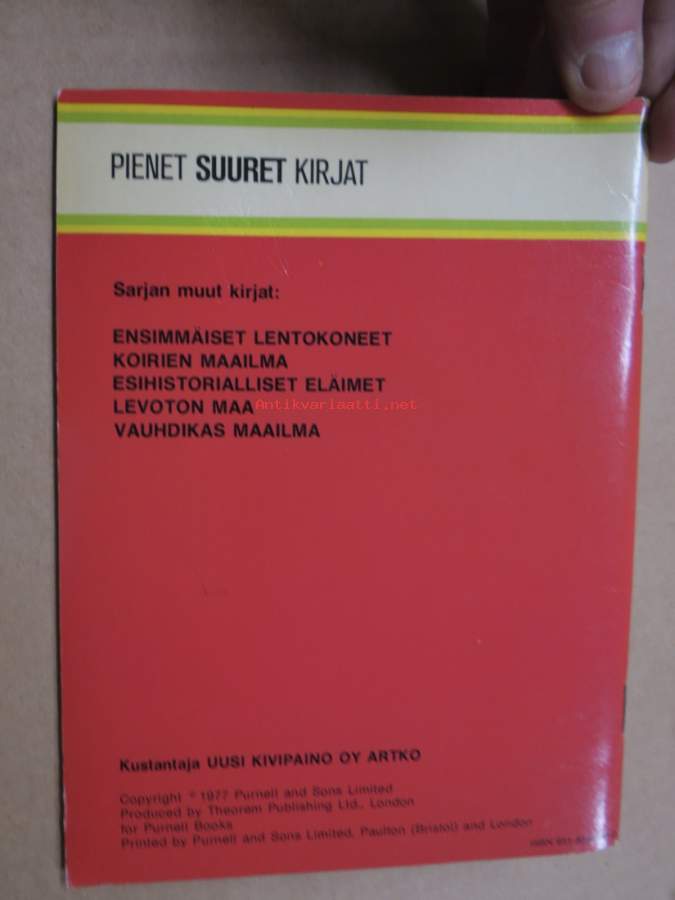 PIENET SUURET KIRJAT
Sarjan muut kirjat:
ENSIMMÄISET LENTOKONEET
KOIRIEN MAAILMA
ESIHISTORIALLISET ELÄIMET
LEVOTON MAA
Antikvariaatti.net
VAUHDIKAS MAAILMA
Kustantaja UUSI KIVIPAINO OY ARTKO
Copyright © 1977 Purnell and Sons Limited
Produced by Theorem Publishing Ltd., London
for Purnell Books
Printed by Purnell and Sons Limited, Paulton (Bristol) and London
ISBN